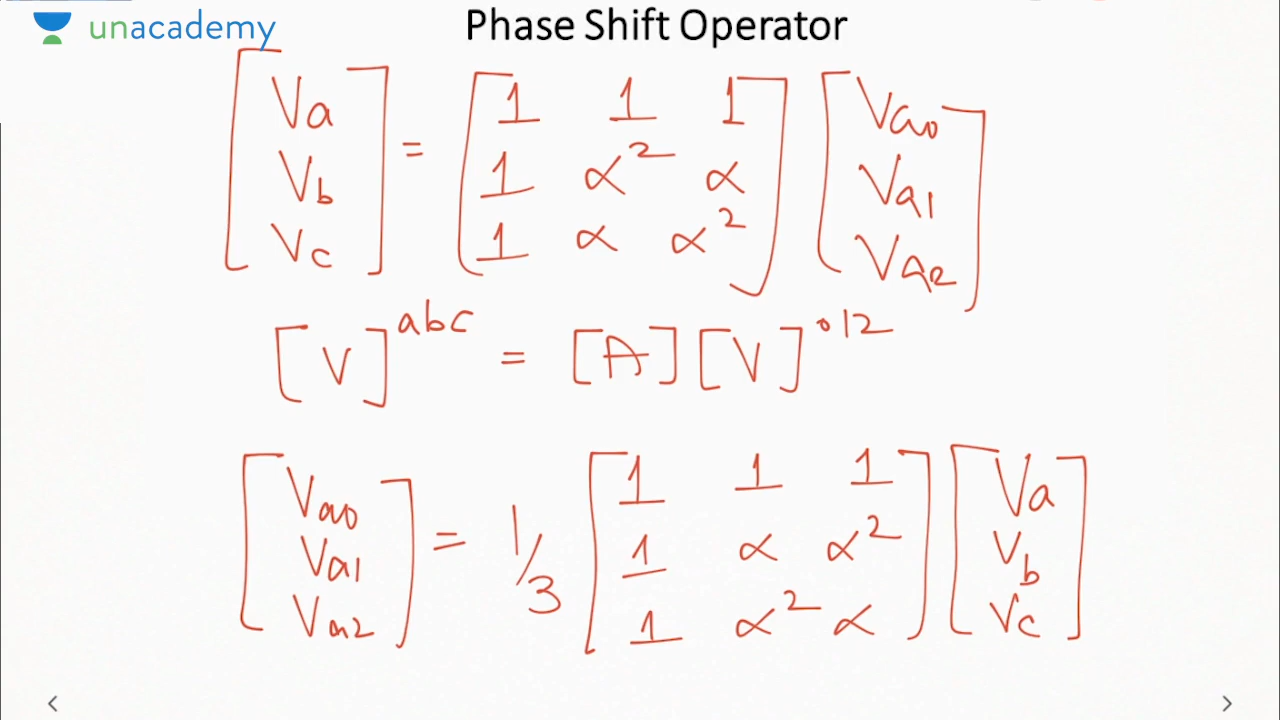 unacademy
Phase Shift Operator
[Va] = [1 1 1] [Va0]
[Vb] [1 α² α] [Va1]
[Vc] [1 α α²] [Va2]
[V]^abc = [A][V]^012
[Va0] = 1/3 [1 1 1] [Va]
[Va1] [1 α α²] [Vb]
[Va2] [1 α² α] [Vc]